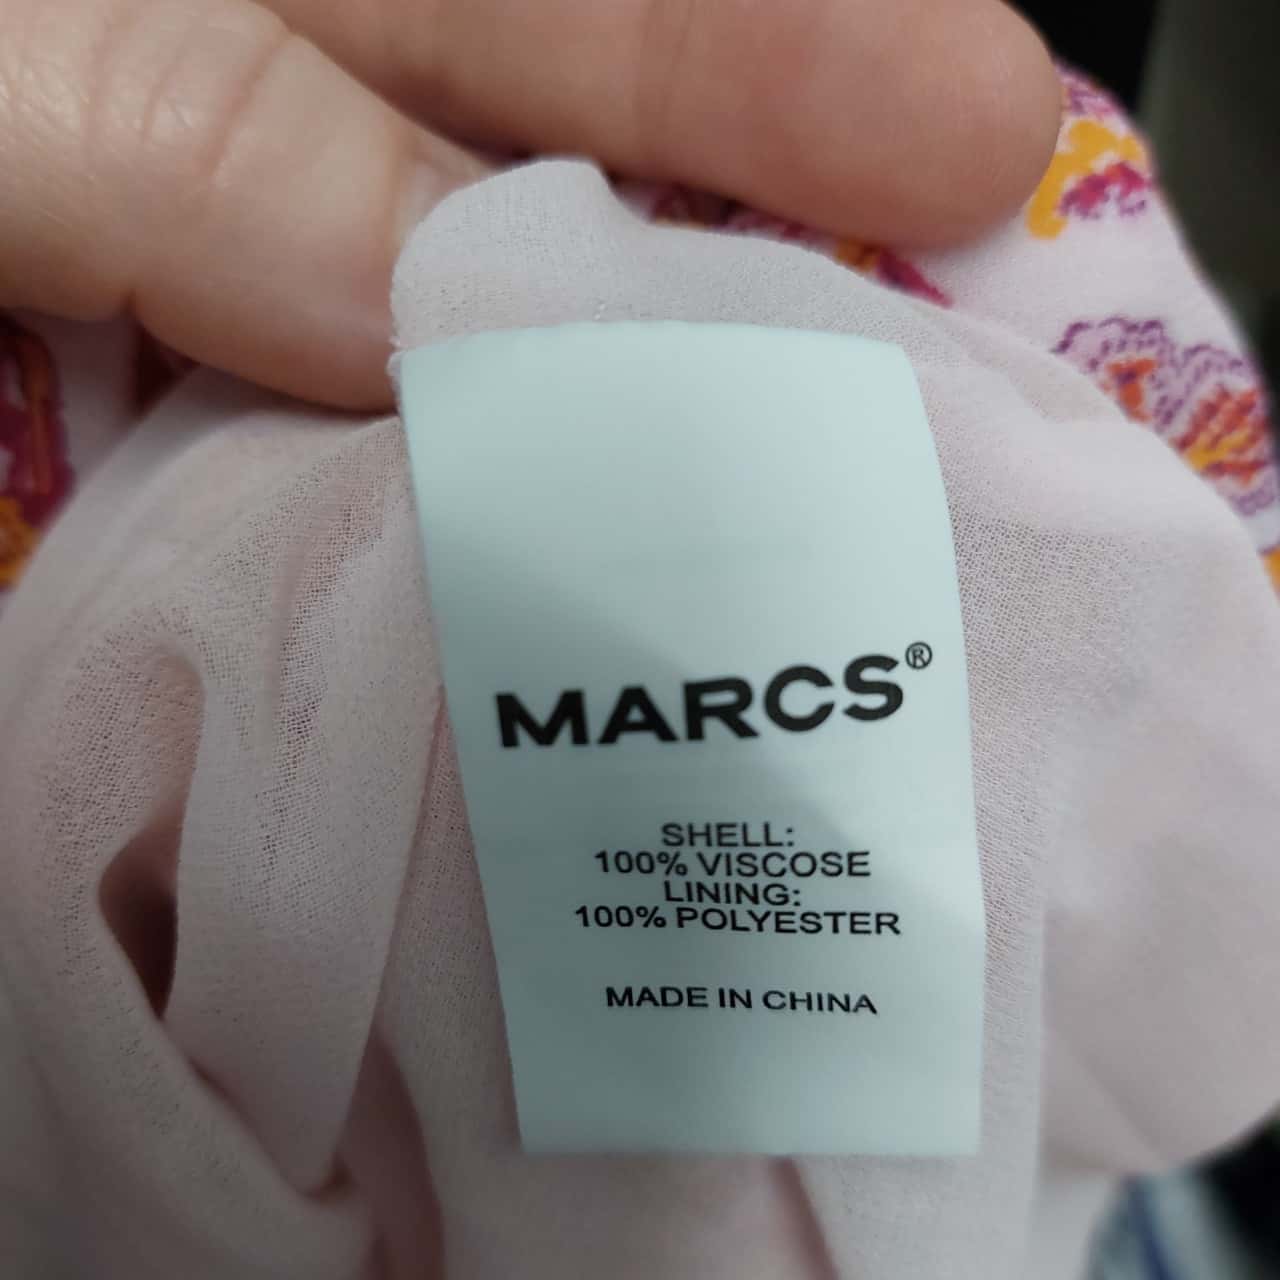 MARCS®
SHELL:
100% VISCOSE
LINING:
100% POLYESTER
MADE IN CHINA